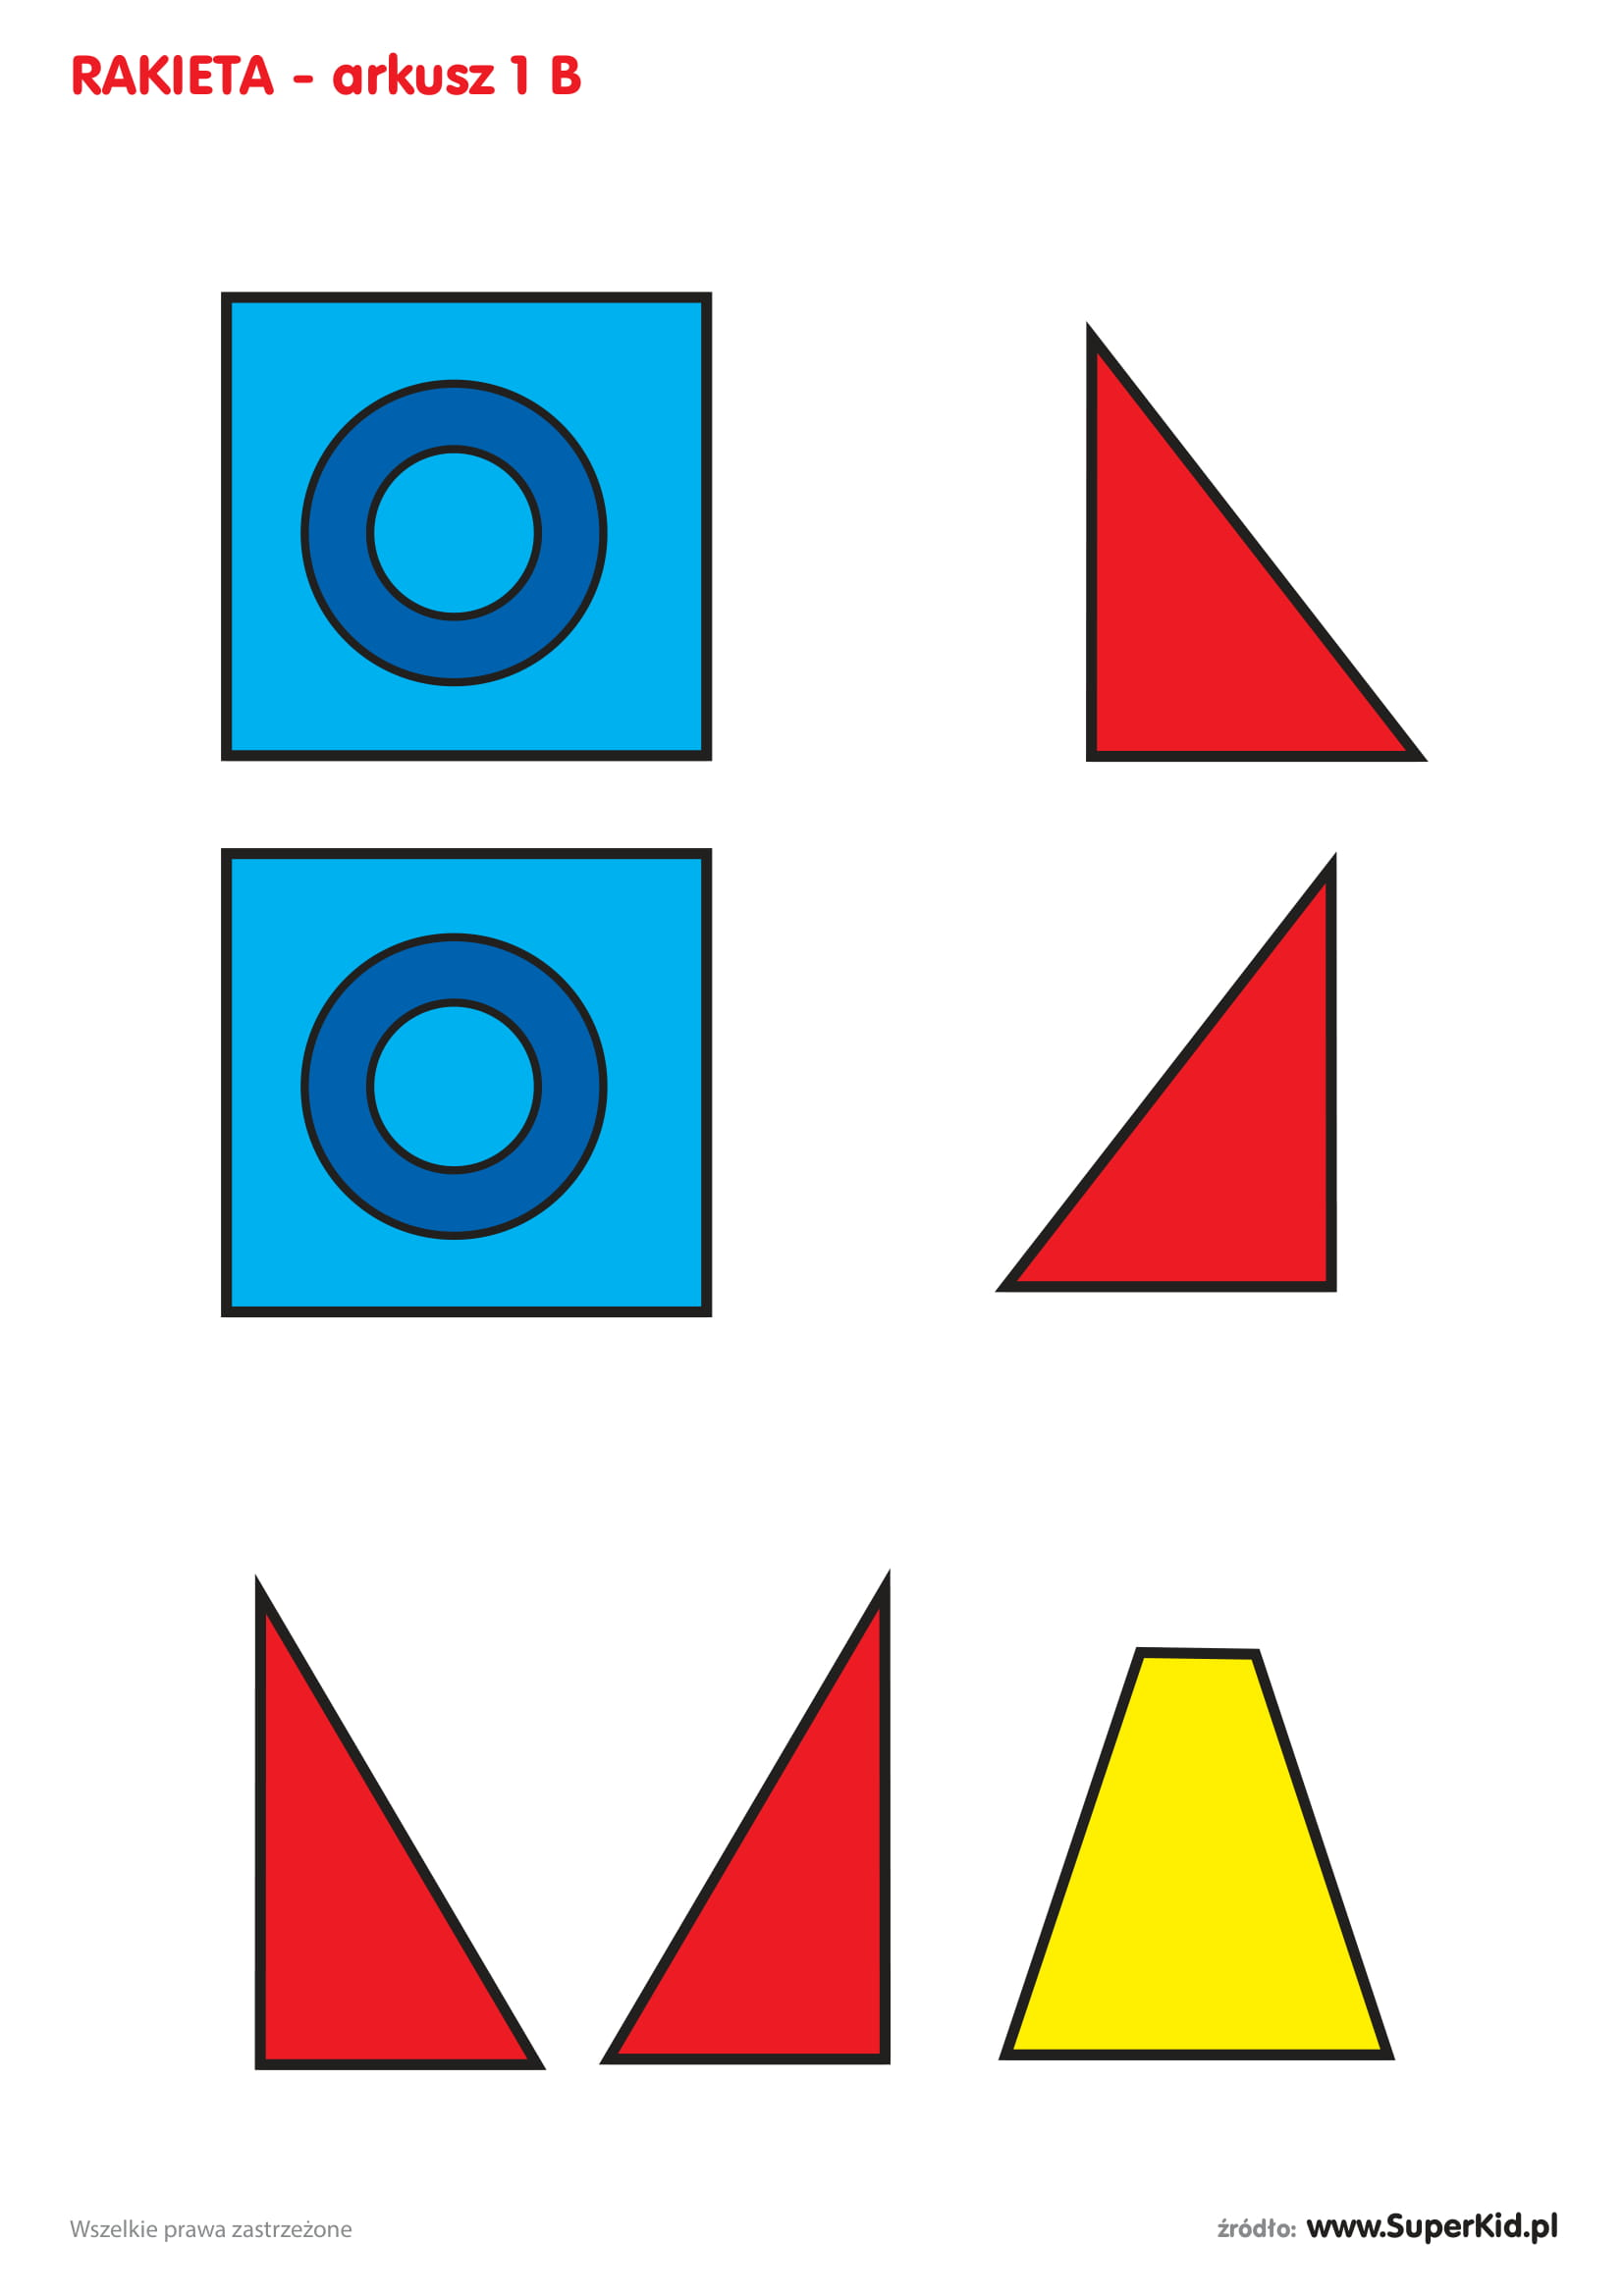 RAKIETA - arkusz 1 B
Wszelkie prawa zastrzeżone
źródło: www.SuperKid.pl